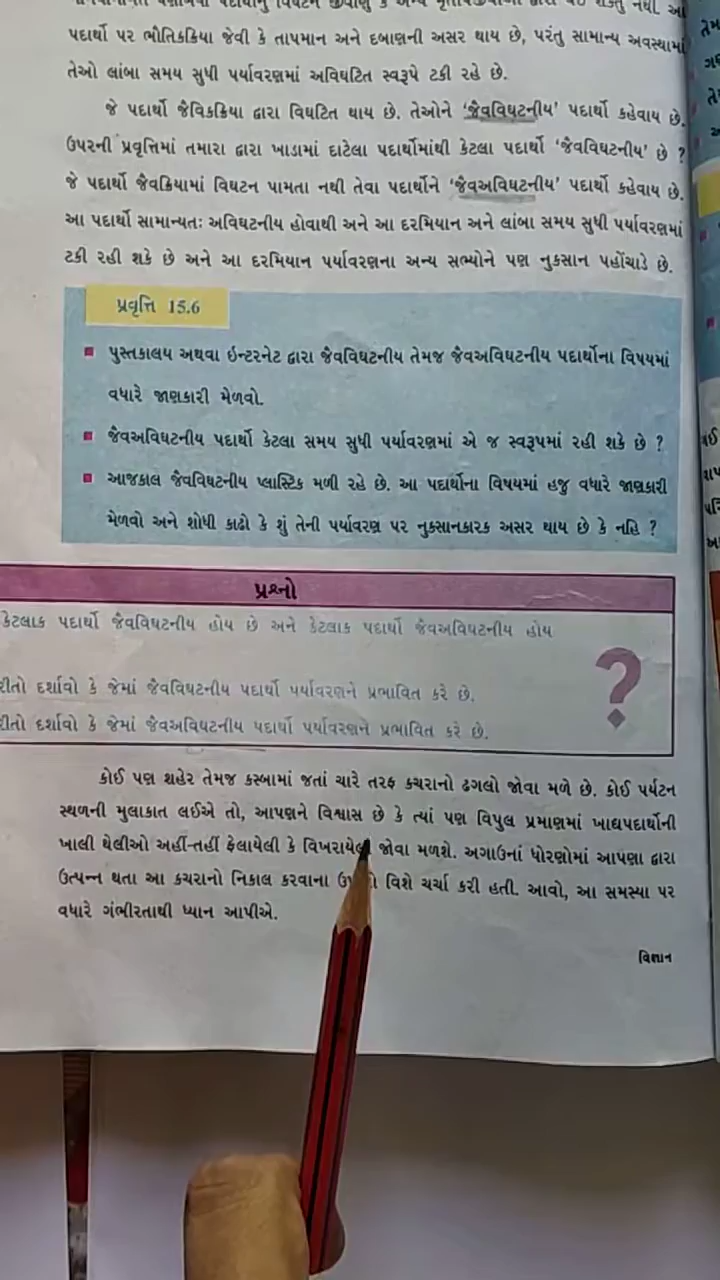 પદાર્થો પર ભૌતિકક્રિયા જેવી કે તાપમાન અને દબાણની અસર થાય છે, પરંતુ સામાન્ય અવસ્થામાં
તેઓ લાંબા સમય સુધી પર્યાવરણમાં અવિઘટિત સ્વરૂપે ટકી રહે છે.
જે પદાર્થો જૈવિકક્રિયા દ્વારા વિઘટિત થાય છે. તેઓને ‘જૈવવિઘટનીય’ પદાર્થો કહેવાય છે.
ઉપરની પ્રવૃત્તિમાં તમારા દ્વારા ખાડામાં દાટેલા પદાર્થોમાંથી કેટલા પદાર્થો ‘જૈવવિઘટનીય’ છે ?
જે પદાર્થો જૈવક્રિયામાં વિઘટન પામતા નથી તેવા પદાર્થોને ‘જૈવઅવિઘટનીય’ પદાર્થો કહેવાય છે.
આ પદાર્થો સામાન્યતઃ અવિઘટનીય હોવાથી અને આ દરમિયાન અને લાંબા સમય સુધી પર્યાવરણમાં
ટકી રહી શકે છે અને આ દરમિયાન પર્યાવરણના અન્ય સભ્યોને પણ નુકસાન પહોંચાડે છે.
પ્રવૃત્તિ 15.6
પુસ્તકાલય અથવા ઇન્ટરનેટ દ્વારા જૈવવિઘટનીય તેમજ જૈવઅવિઘટનીય પદાર્થોના વિષયમાં
વધારે જાણકારી મેળવો.
જૈવઅવિઘટનીય પદાર્થો કેટલા સમય સુધી પર્યાવરણમાં એ જ સ્વરૂપમાં રહી શકે છે ?
આજકાલ જૈવવિઘટનીય પ્લાસ્ટિક મળી રહે છે. આ પદાર્થોના વિષયમાં હજુ વધારે જાણકારી
મેળવો અને શોધી કાઢો કે શું તેની પર્યાવરણ પર નુક્સાનકારક અસર થાય છે કે નહિ ?
પ્રશ્નો
કેટલાક પદાર્થો જૈવવિઘટનીય હોય છે અને કેટલાક પદાર્થો જૈવઅવિઘટનીય હોય
રીતો દર્શાવો કે જેમાં જૈવવિઘટનીય પદાર્થો પર્યાવરણને પ્રભાવિત કરે છે.
રીતો દર્શાવો કે જેમાં જૈવઅવિઘટનીય પદાર્થો પર્યાવરણને પ્રભાવિત કરે છે.
?
કોઈ પણ શહેર તેમજ કસ્બામાં જતાં ચારે તરફ કચરાનો ઢગલો જોવા મળે છે. કોઈ પર્યટન
સ્થળની મુલાકાત લઈએ તો, આપણને વિશ્વાસ છે કે ત્યાં પણ વિપુલ પ્રમાણમાં ખાદ્યપદાર્થોની
ખાલી થેલીઓ અહીં-તહીં ફેલાયેલી કે જોવા મળશે. અગાઉનાં ધોરણોમાં આપણા દ્વારા
ઉત્પન્ન થતા આ કચરાનો નિકાલ કરવાના વિશે ચર્ચા કરી હતી. આવો, આ સમસ્યા પર
વધારે ગંભીરતાથી ધ્યાન આપીએ.
વિજ્ઞાન